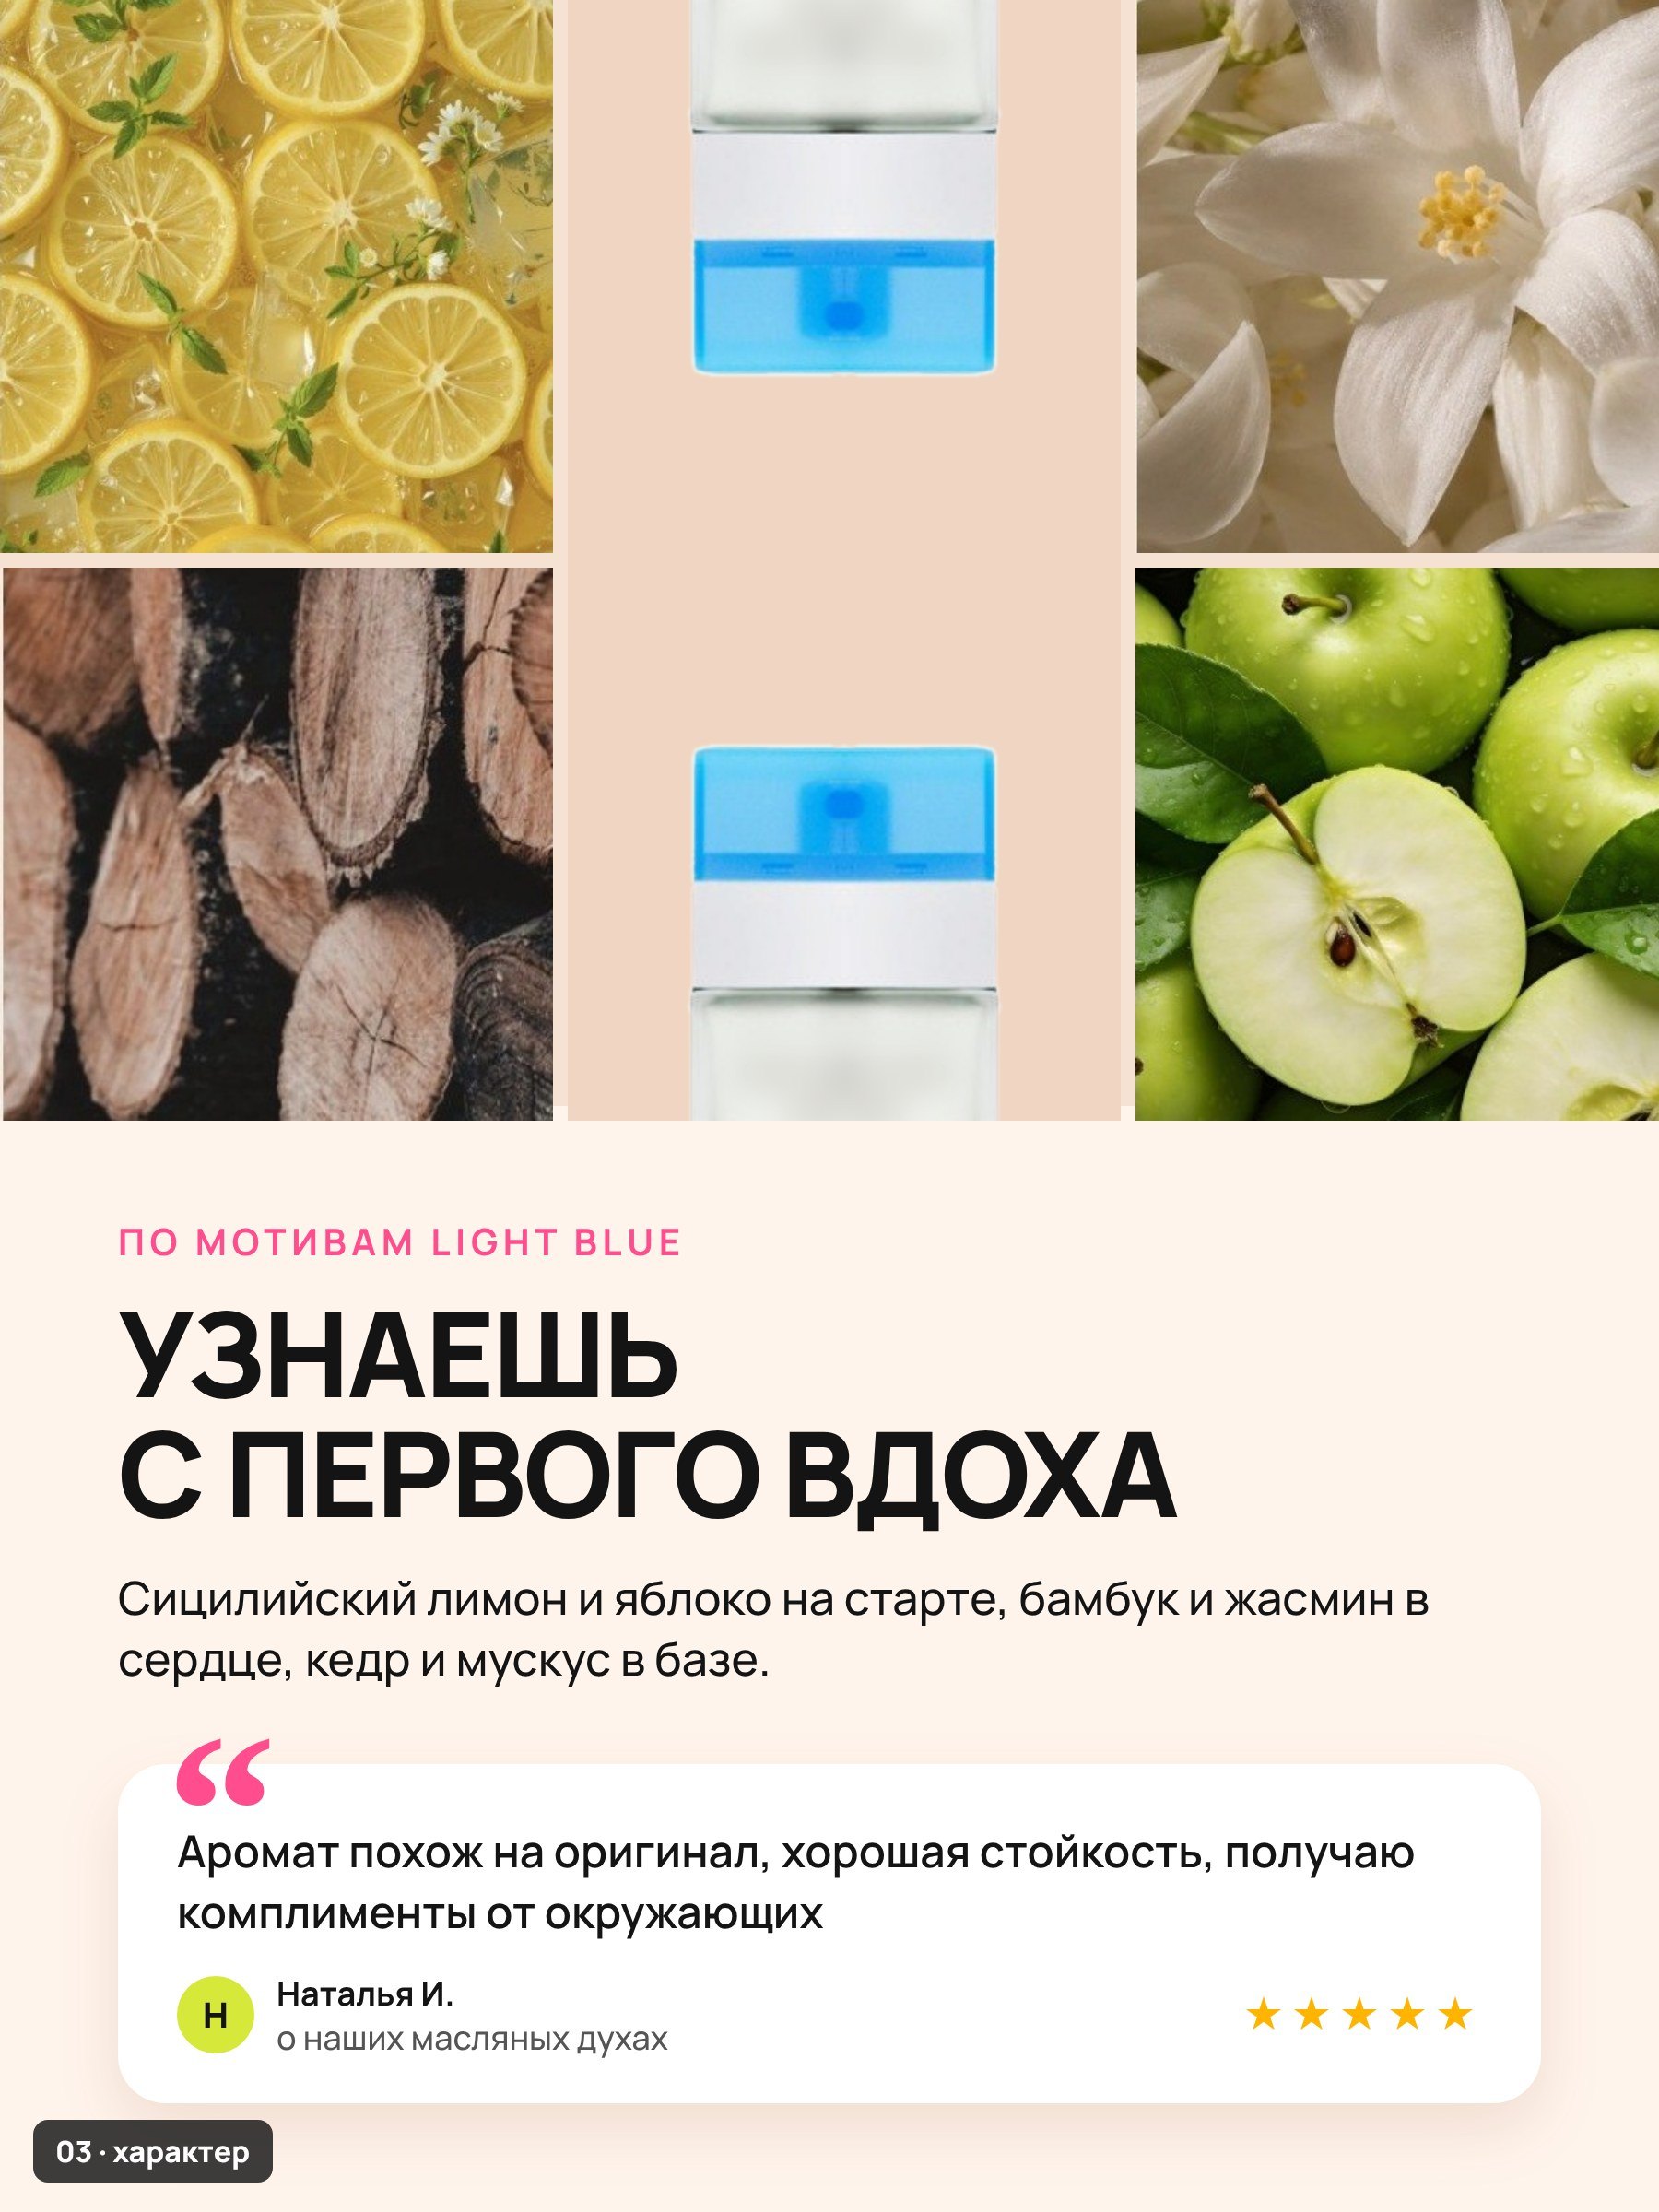 ПО МОТИВАМ LIGHT BLUE
УЗНАЕШЬ
С ПЕРВОГО ВДОХА
Сицилийский лимон и яблоко на старте, бамбук и жасмин в
сердце, кедр и мускус в базе.
“
Аромат похож на оригинал, хорошая стойкость, получаю
комплименты от окружающих
Н
Наталья И.
о наших масляных духах
★★★★★
03 · характер